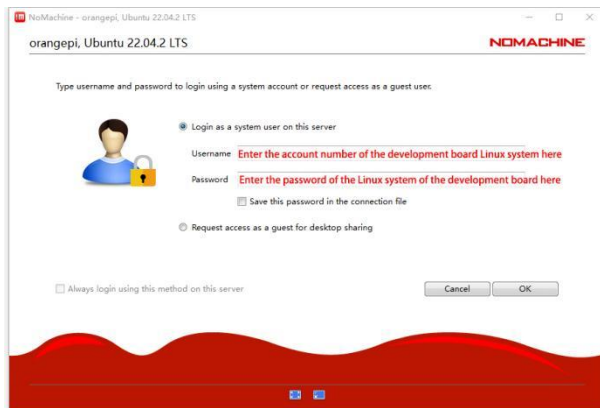 NoMachine - orangepi, Ubuntu 22.04.2 LTS
orangepi, Ubuntu 22.04.2 LTS
NOMACHINE
Type username and password to login using a system account or request access as a guest user.
Login as a system user on this server
Username Enter the account number of the development board Linux system here
Password Enter the password of the Linux system of the development board here
Save this password in the connection file
Request access as a guest for desktop sharing
Always login using this method on this server
Cancel OK